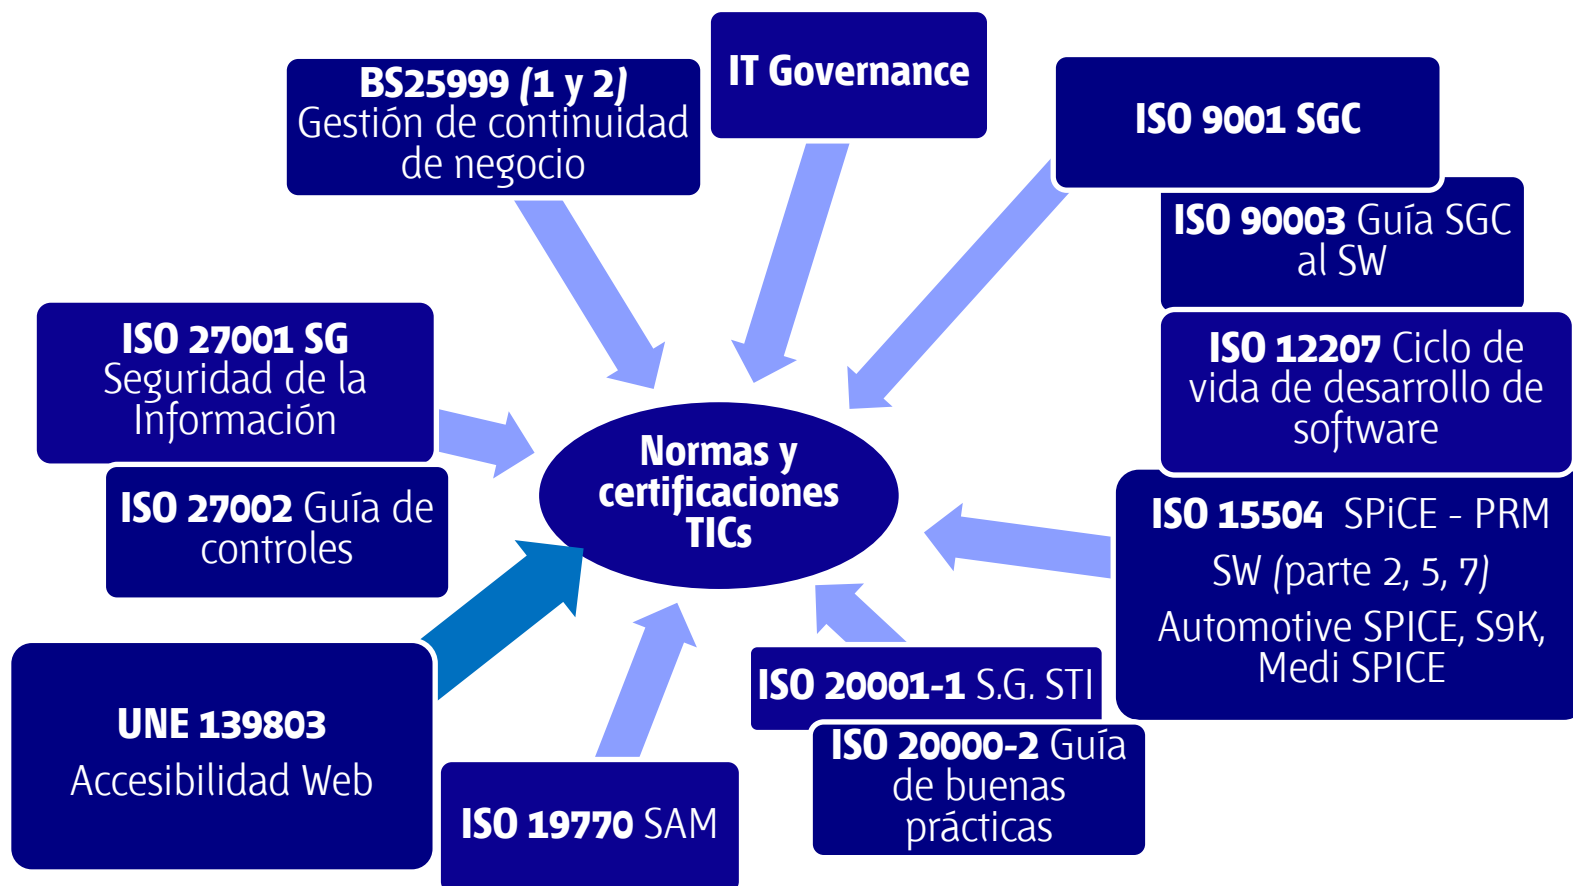 IT Governance
BS25999 (1 y 2)
Gestión de continuidad
de negocio
ISO 9001 SGC
ISO 90003 Guía SGC
al SW
ISO 12207 Ciclo de
vida de desarrollo de
software
ISO 15504 SPiCE - PRM
SW (parte 2, 5, 7)
Automotive SPICE, S9K,
Medi SPICE
ISO 27001 SG
Seguridad de la
Información
ISO 27002 Guía de
controles
Normas y
certificaciones
TICs
UNE 139803
Accesibilidad Web
ISO 19770 SAM
ISO 20001-1 S.G. STI
ISO 20000-2 Guía
de buenas
prácticas